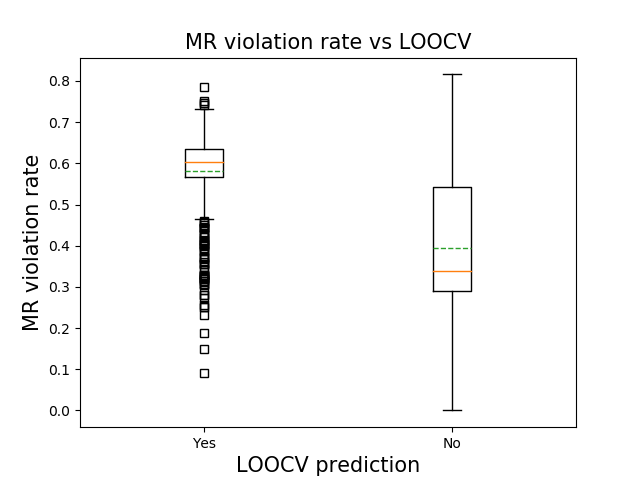 MR violation rate vs LOOCV
MR violation rate
0.8
0.7
0.6
0.5
0.4
0.3
0.2
0.1
0.0
Yes
No
LOOCV prediction